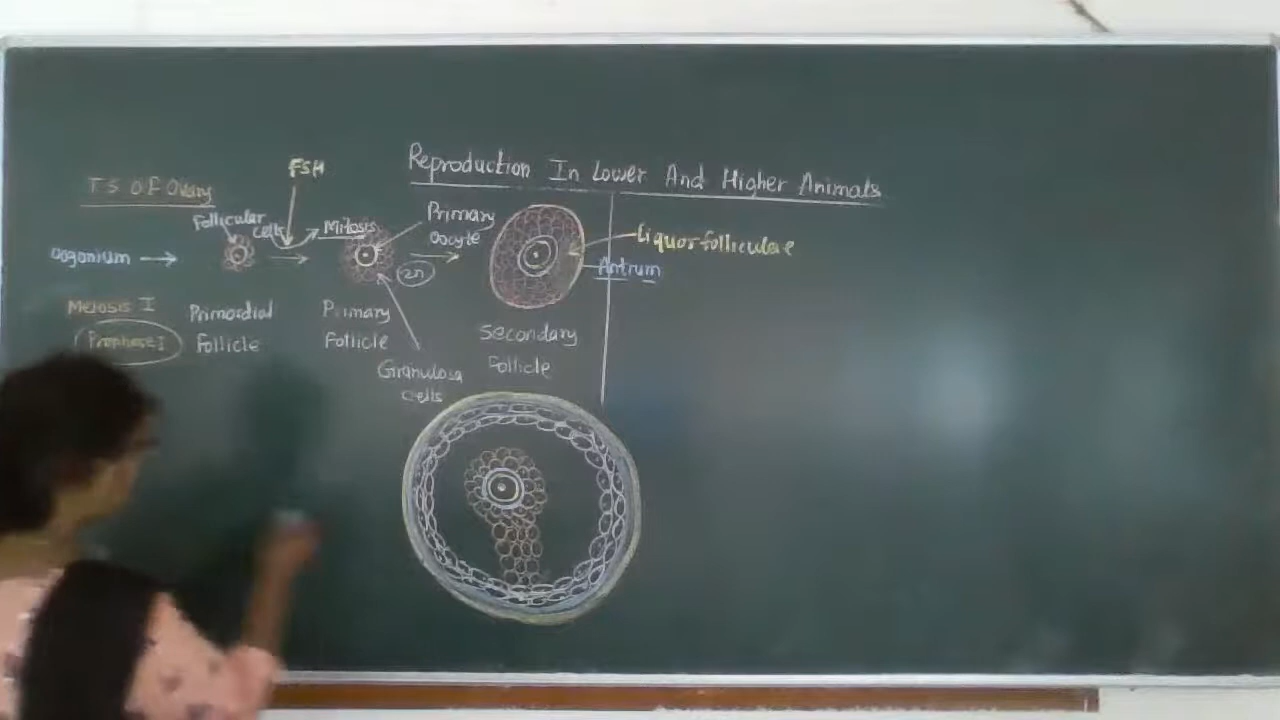 Reproduction In Lower And Higher Animals
T.S OF Ovary
FSH
Follicular
cells
Mitosis
Primary
oocyte
Liquor folliculae
Antrum
Oogonium
2n
Meiosis I
Prophase I
Primordial
Follicle
Primary
Follicle
Granulosa
cells
Secondary
Follicle